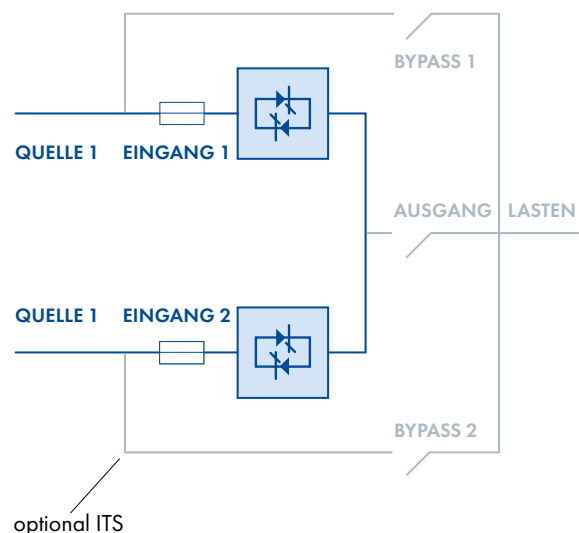 BYPASS 1
QUELLE 1 EINGANG 1
AUSGANG LASTEN
QUELLE 1 EINGANG 2
BYPASS 2
optional ITS